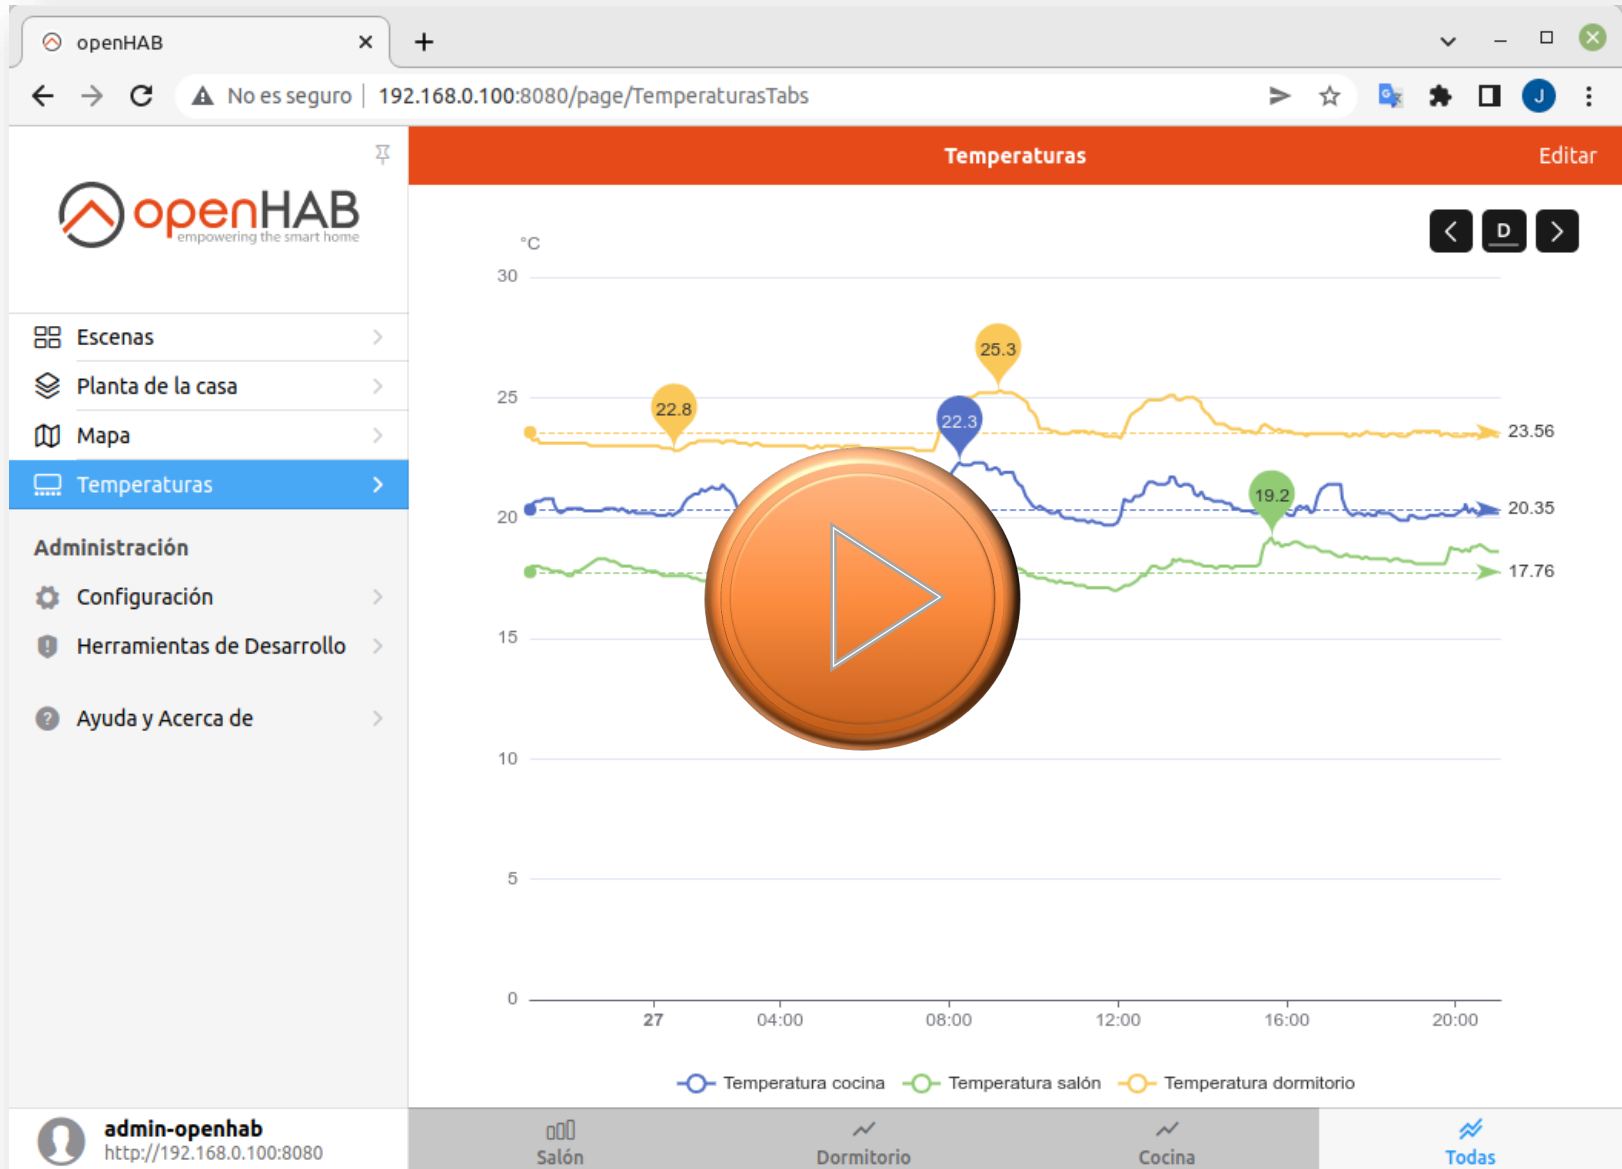 openHAB
No es seguro
192.168.0.100:8080/page/TemperaturasTabs
J
openHAB
empowering the smart home
Escenas
Planta de la casa
Mapa
Temperaturas
Administración
Configuración
Herramientas de Desarrollo
Ayuda y Acerca de
admin-openhab
http://192.168.0.100:8080
Temperaturas
Editar
D
°C
30
25
20
15
10
5
0
22.8
25.3
22.3
19.2
23.56
20.35
17.76
27
04:00
08:00
12:00
16:00
20:00
Temperatura cocina
Temperatura salón
Temperatura dormitorio
Salón
Dormitorio
Cocina
Todas